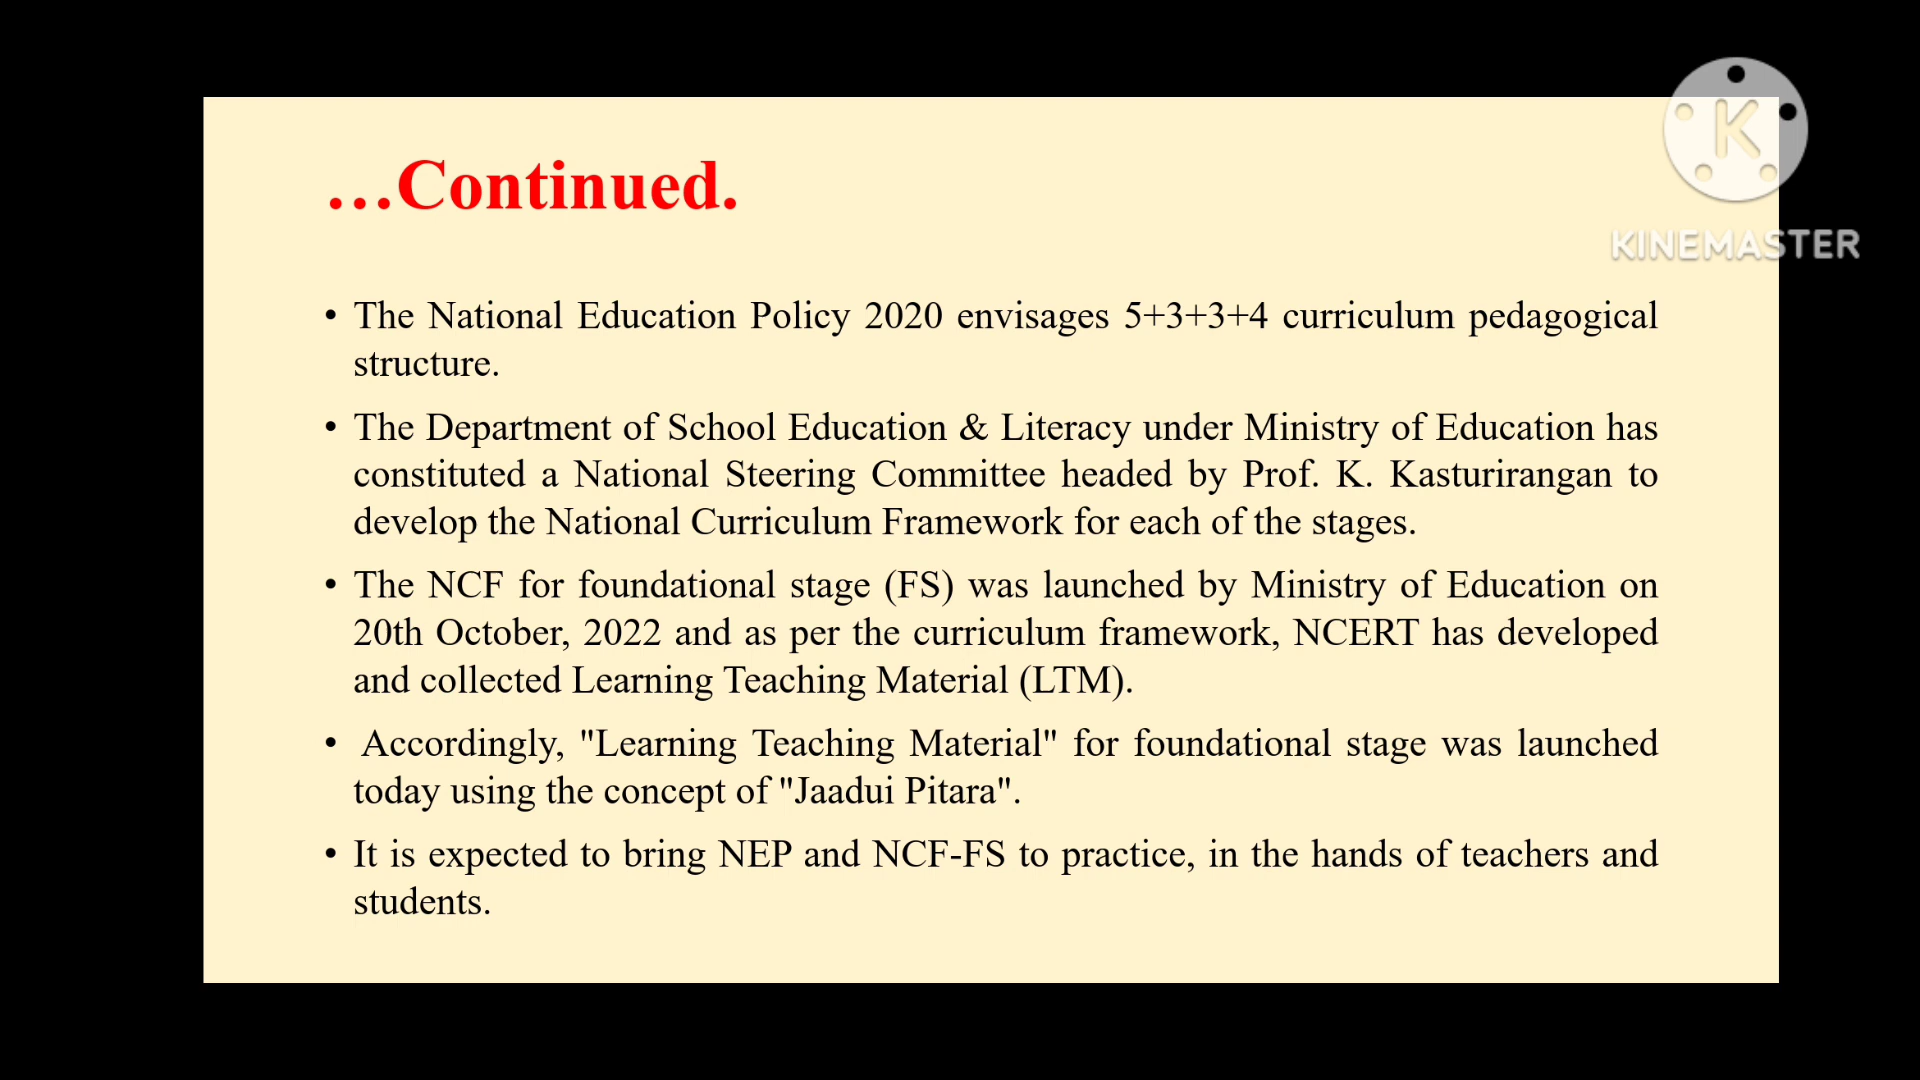 …Continued.
K
KINEMASTER
• The National Education Policy 2020 envisages 5+3+3+4 curriculum pedagogical
structure.
• The Department of School Education & Literacy under Ministry of Education has
constituted a National Steering Committee headed by Prof. K. Kasturirangan to
develop the National Curriculum Framework for each of the stages.
• The NCF for foundational stage (FS) was launched by Ministry of Education on
20th October, 2022 and as per the curriculum framework, NCERT has developed
and collected Learning Teaching Material (LTM).
• Accordingly, "Learning Teaching Material" for foundational stage was launched
today using the concept of "Jaadui Pitara".
• It is expected to bring NEP and NCF-FS to practice, in the hands of teachers and
students.